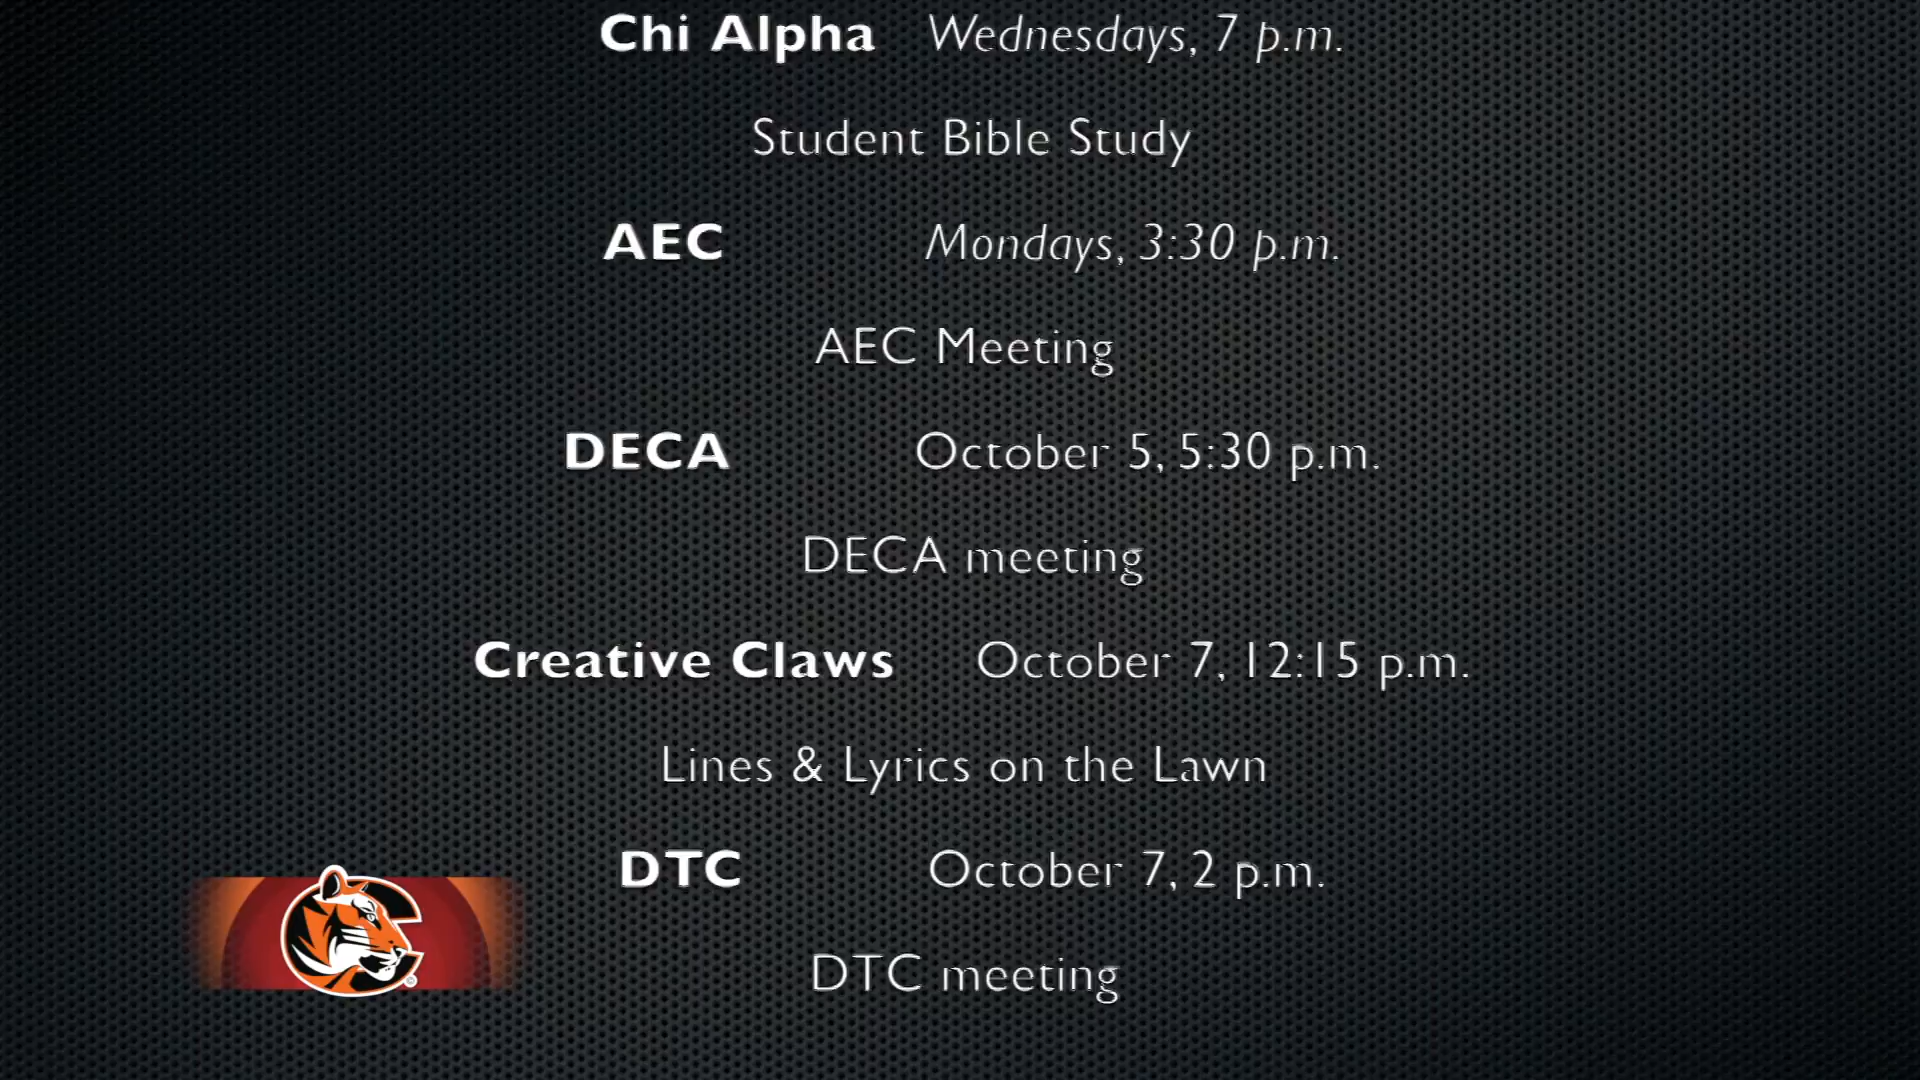 Chi Alpha Wednesdays, 7 p.m.
Student Bible Study
AEC Mondays, 3:30 p.m.
AEC Meeting
DECA October 5, 5:30 p.m.
DECA meeting
Creative Claws October 7, 12:15 p.m.
Lines & Lyrics on the Lawn
DTC October 7, 2 p.m.
DTC meeting